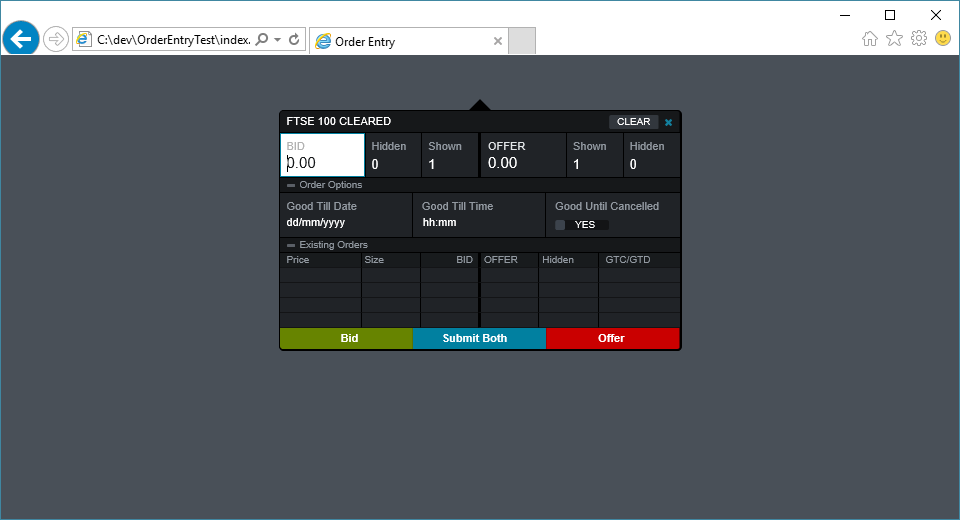 C:\dev\OrderEntryTest\index.
Order Entry
FTSE 100 CLEARED CLEAR
BID Hidden Shown OFFER Shown Hidden
0.00 0 1 0.00 1 0
Order Options
Good Till Date Good Till Time Good Until Cancelled
dd/mm/yyyy hh:mm YES
Existing Orders
Price Size BID OFFER Hidden GTC/GTD
Bid Submit Both Offer